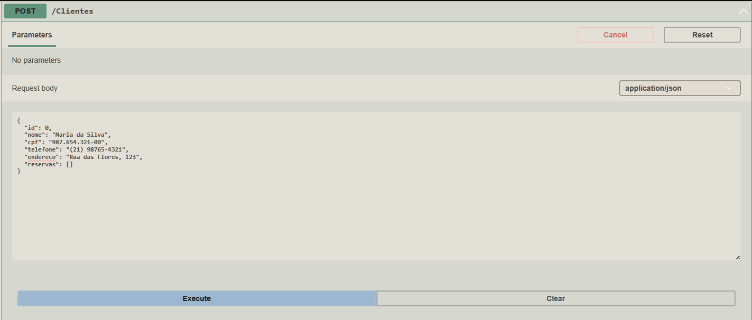 POST /Clientes
Parameters Cancel Reset
No parameters
Request body application/json
{
"id": 0,
"nome": "Maria da Silva",
"cpf": "987.654.321-00",
"telefone": "(21) 98765-4321",
"endereco": "Rua das Flores, 123",
"reservas": []
}
Execute Clear